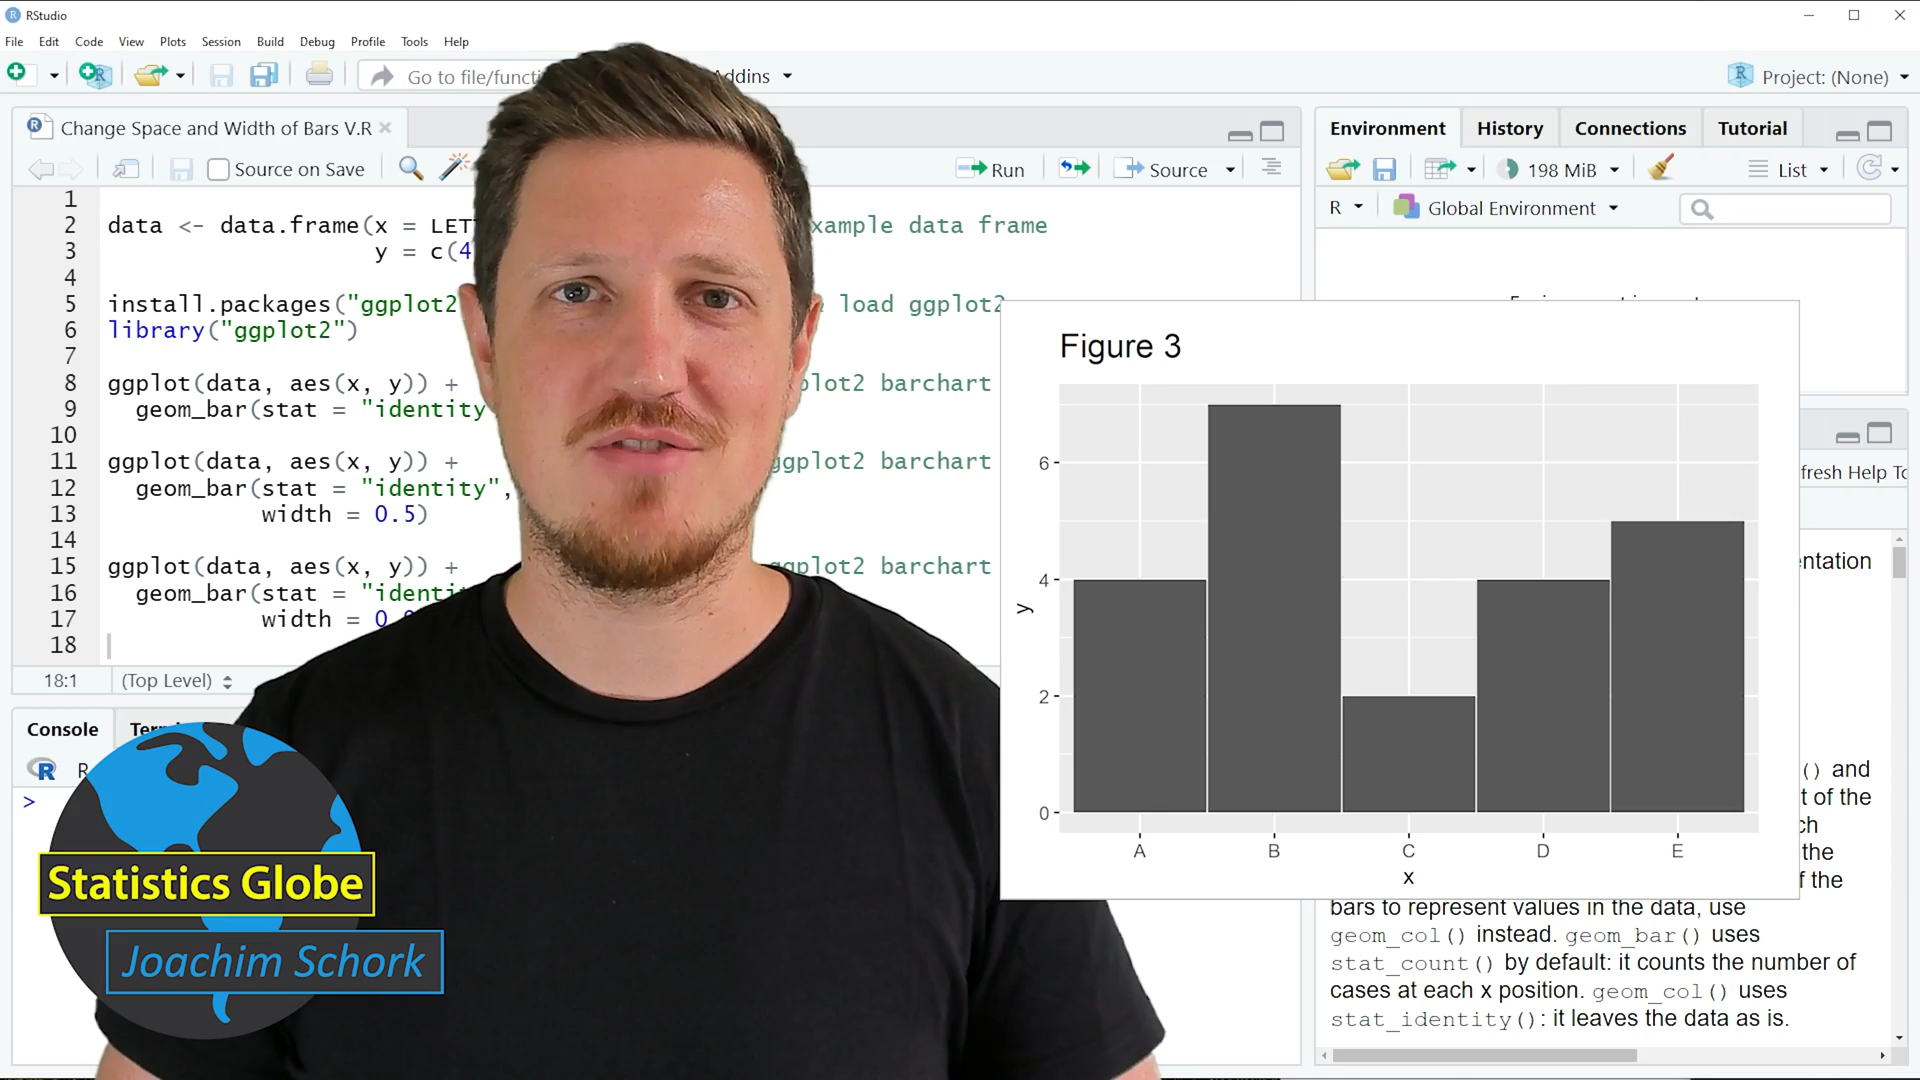 RStudio
File Edit Code View Plots Session Build Debug Profile Tools Help
Go to file/functi Addins Project: (None)
Change Space and Width of Bars V.R
Source on Save Run Source
1
2 data <- data.frame(x = LET xample data frame
3 y = c(4
4
5 install.packages("ggplot2 load ggplot2
6 library("ggplot2")
7
8 ggplot(data, aes(x, y)) + plot2 barchart
9 geom_bar(stat = "identity
10
11 ggplot(data, aes(x, y)) + ggplot2 barchart
12 geom_bar(stat = "identity",
13 width = 0.5)
14
15 ggplot(data, aes(x, y)) + ggplot2 barchart
16 geom_bar(stat = "identi
17 width = 0
18
18:1 (Top Level)
Console Term
R
>
Statistics Globe
Joachim Schork
Environment History Connections Tutorial
198 MiB List
R Global Environment
Figure 3
6
4
2
0
y
A B C D E
x
fresh Help To
entation
() and
t of the
ch
the
f the
bars to represent values in the data, use
geom_col() instead. geom_bar() uses
stat_count() by default: it counts the number of
cases at each x position. geom_col() uses
stat_identity(): it leaves the data as is.